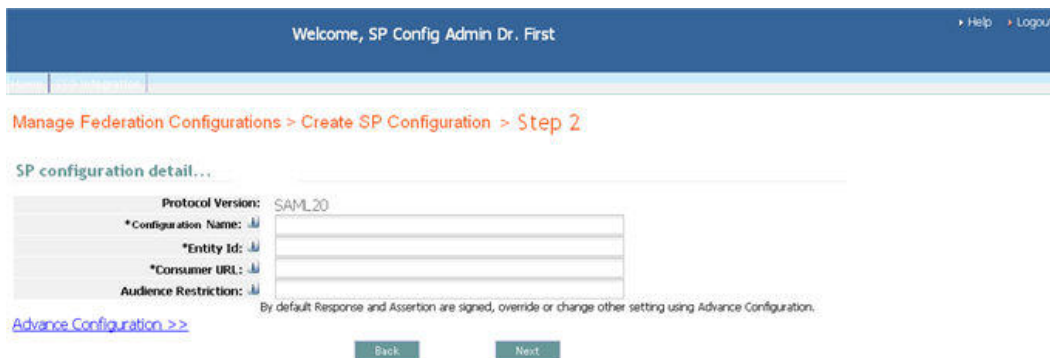 Welcome, SP Config Admin Dr. First
Help Logout
Manage Federation Configurations > Create SP Configuration > Step 2
SP configuration detail...
Protocol Version: SAML20
*Configuration Name:
*Entity Id:
*Consumer URL:
Audience Restriction:
By default Response and Assertion are signed, override or change other setting using Advance Configuration.
Advance Configuration >>
Back Next